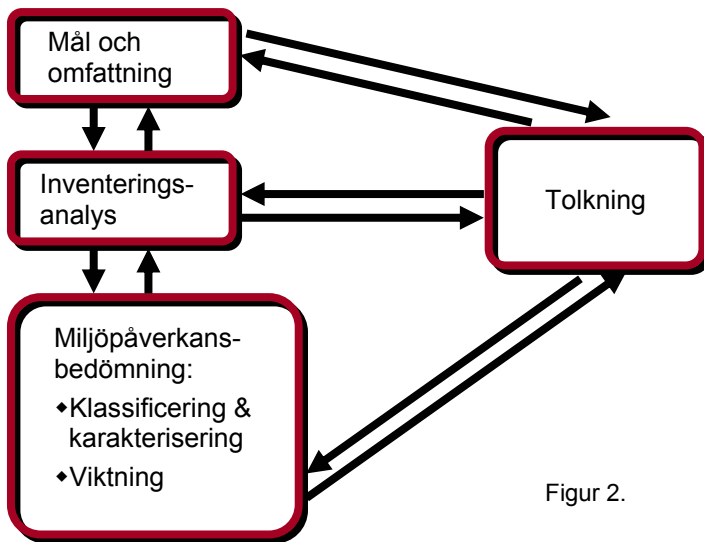 Mål och
omfattning
Inventerings-
analys
Tolkning
Miljöpåverkans-
bedömning:
◆Klassificering &
karakterisering
◆Viktning
Figur 2.